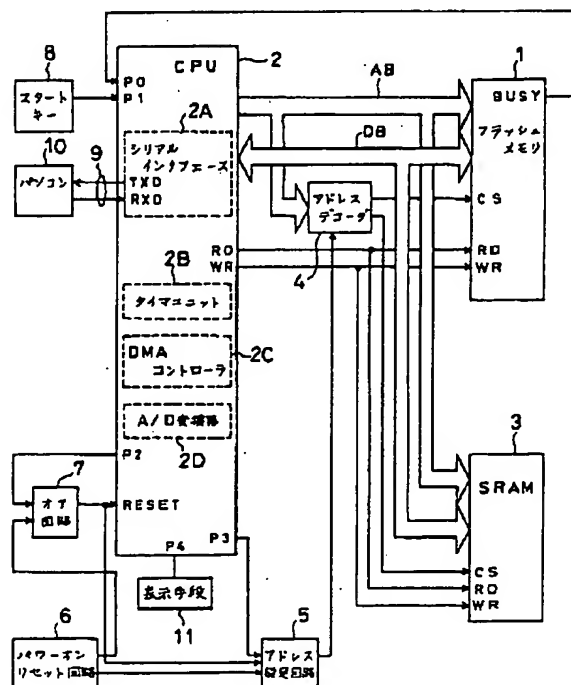 8
スタート
キー
10
パソコン
9
P0
P1
CPU
2
2A
シリアル
インタフェース
TXD
RXD
RD
WR
2B
タイマユニット
DMA
コントローラ
2C
A/D変換器
2D
P2
RESET
P3
P4
7
オア
回路
表示手段
11
6
パワーオン
リセット回路
5
アドレス
設定回路
AB
DB
アドレス
デコーダ
4
1
BUSY
フラッシュ
メモリ
CS
RD
WR
3
SRAM
CS
RD
WR